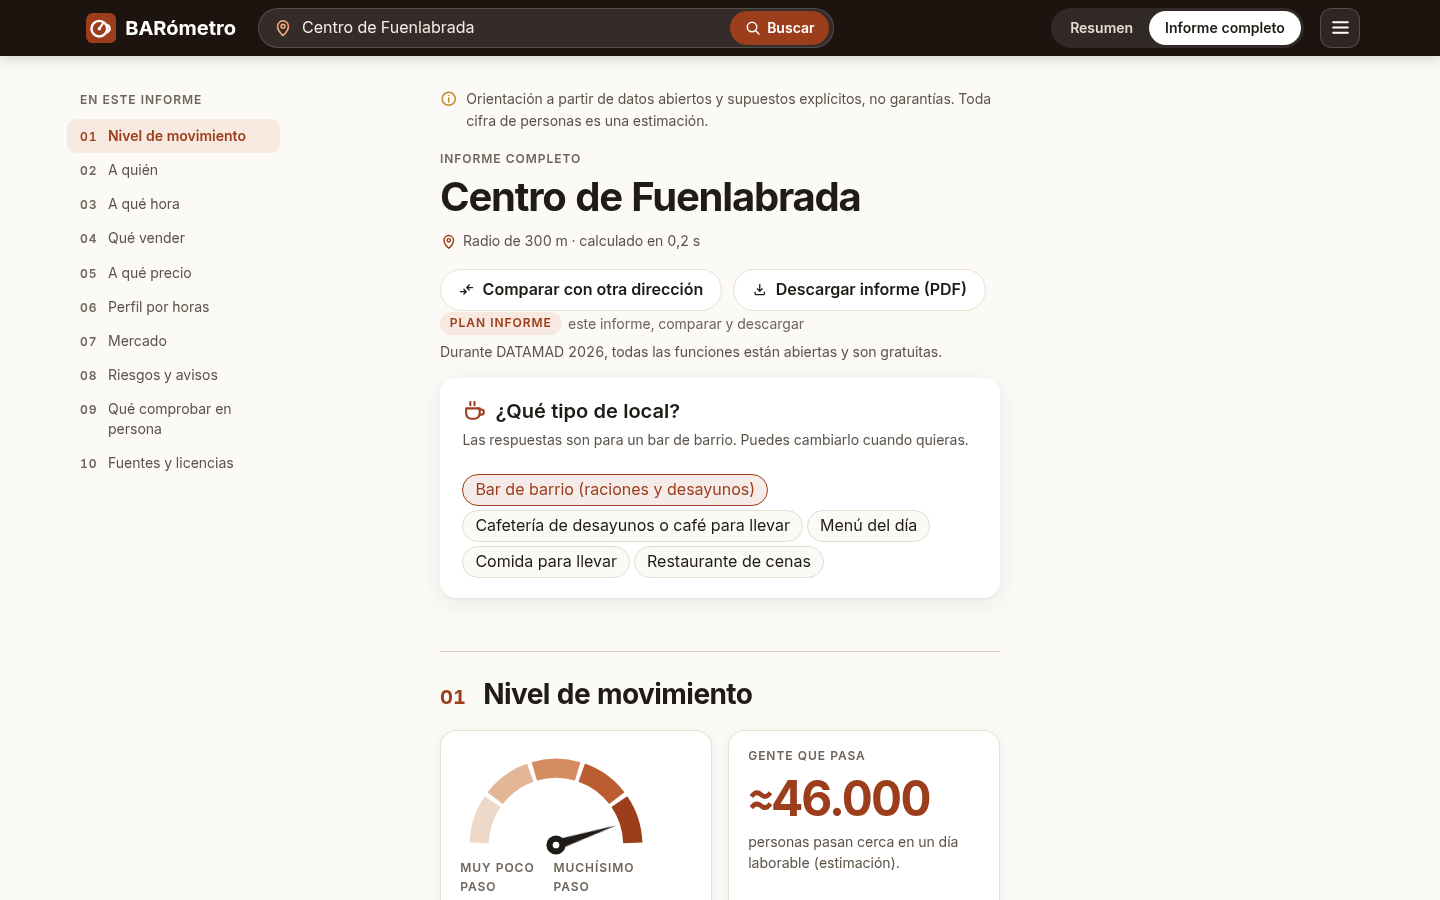 BARómetro
Centro de Fuenlabrada
Buscar
Resumen
Informe completo
EN ESTE INFORME
01 Nivel de movimiento
02 A quién
03 A qué hora
04 Qué vender
05 A qué precio
06 Perfil por horas
07 Mercado
08 Riesgos y avisos
09 Qué comprobar en
persona
10 Fuentes y licencias
Orientación a partir de datos abiertos y supuestos explícitos, no garantías. Toda
cifra de personas es una estimación.
INFORME COMPLETO
Centro de Fuenlabrada
Radio de 300 m · calculado en 0,2 s
Comparar con otra dirección
Descargar informe (PDF)
PLAN INFORME este informe, comparar y descargar
Durante DATAMAD 2026, todas las funciones están abiertas y son gratuitas.
¿Qué tipo de local?
Las respuestas son para un bar de barrio. Puedes cambiarlo cuando quieras.
Bar de barrio (raciones y desayunos)
Cafetería de desayunos o café para llevar
Menú del día
Comida para llevar
Restaurante de cenas
01 Nivel de movimiento
MUY POCO
PASO
MUCHÍSIMO
PASO
GENTE QUE PASA
≈46.000
personas pasan cerca en un día
laborable (estimación).